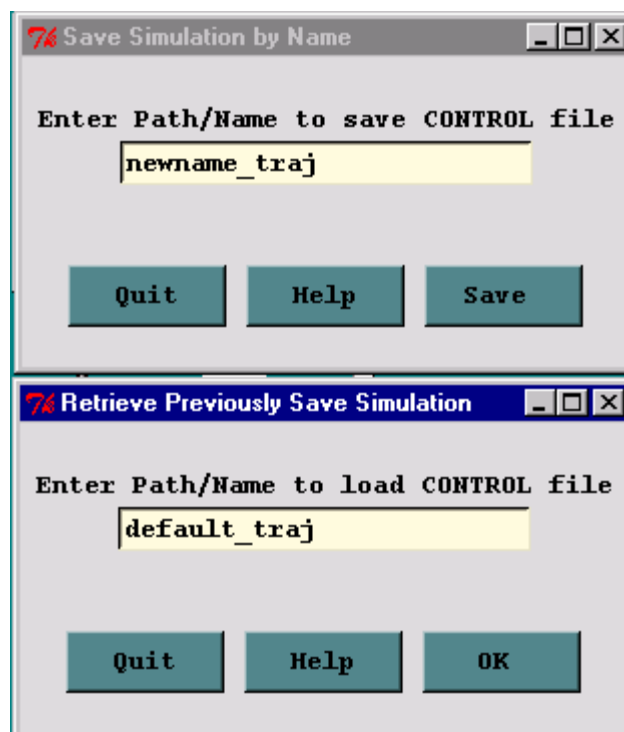 Save Simulation by Name
Enter Path/Name to save CONTROL file
newname_traj
Quit Help Save
Retrieve Previously Save Simulation
Enter Path/Name to load CONTROL file
default_traj
Quit Help OK